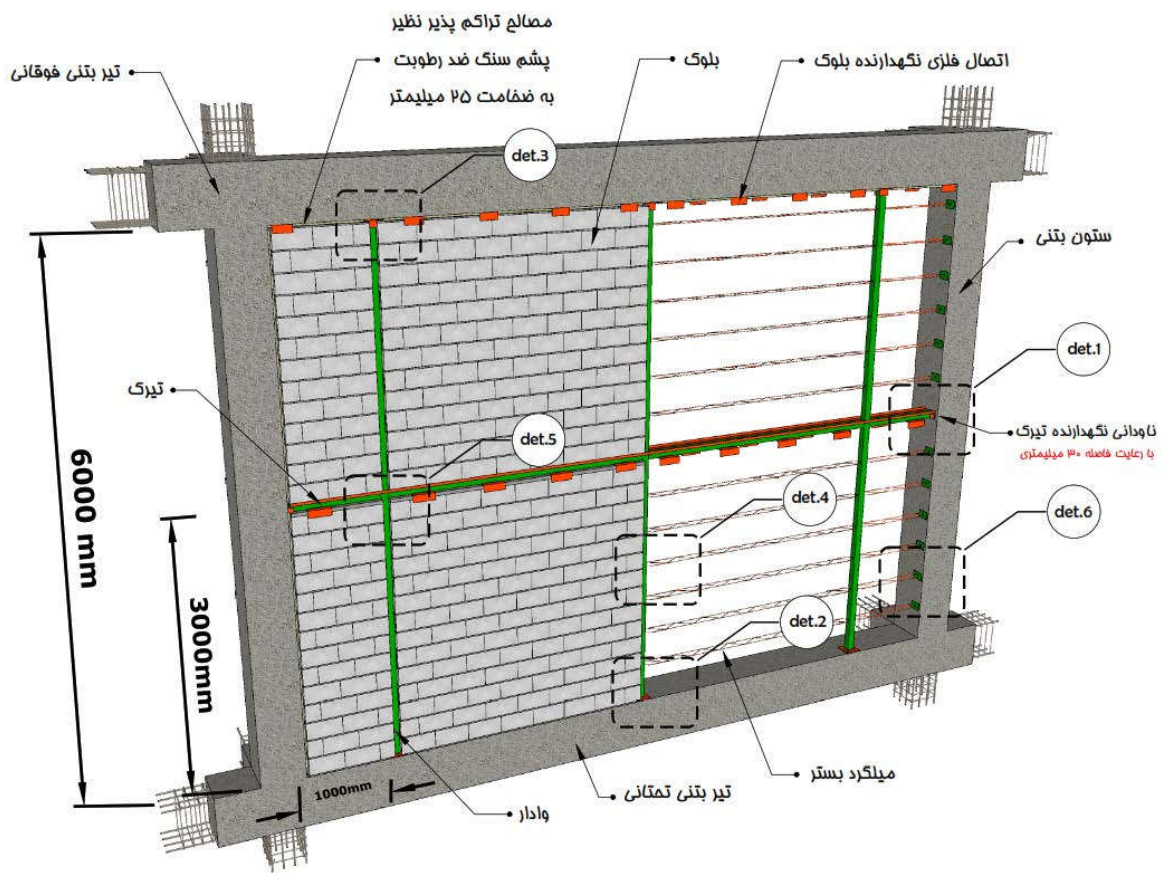 مصالح تراکم پذیر نظیر
پشم سنگ ضد رطوبت
به ضخامت ۲۵ میلیمتر
تیر بتنی فوقانی
بلوک
اتصال فلزی نگهدارنده بلوک
det.3
ستون بتنی
det.1
تیرک
det.5
ناودانی نگهدارنده تیرک
با رعایت فاصله ۳۰ میلیمتری
6000 mm
det.4
det.6
3000mm
det.2
1000mm
میلگرد بستر
تیر بتنی تحتانی
وادار